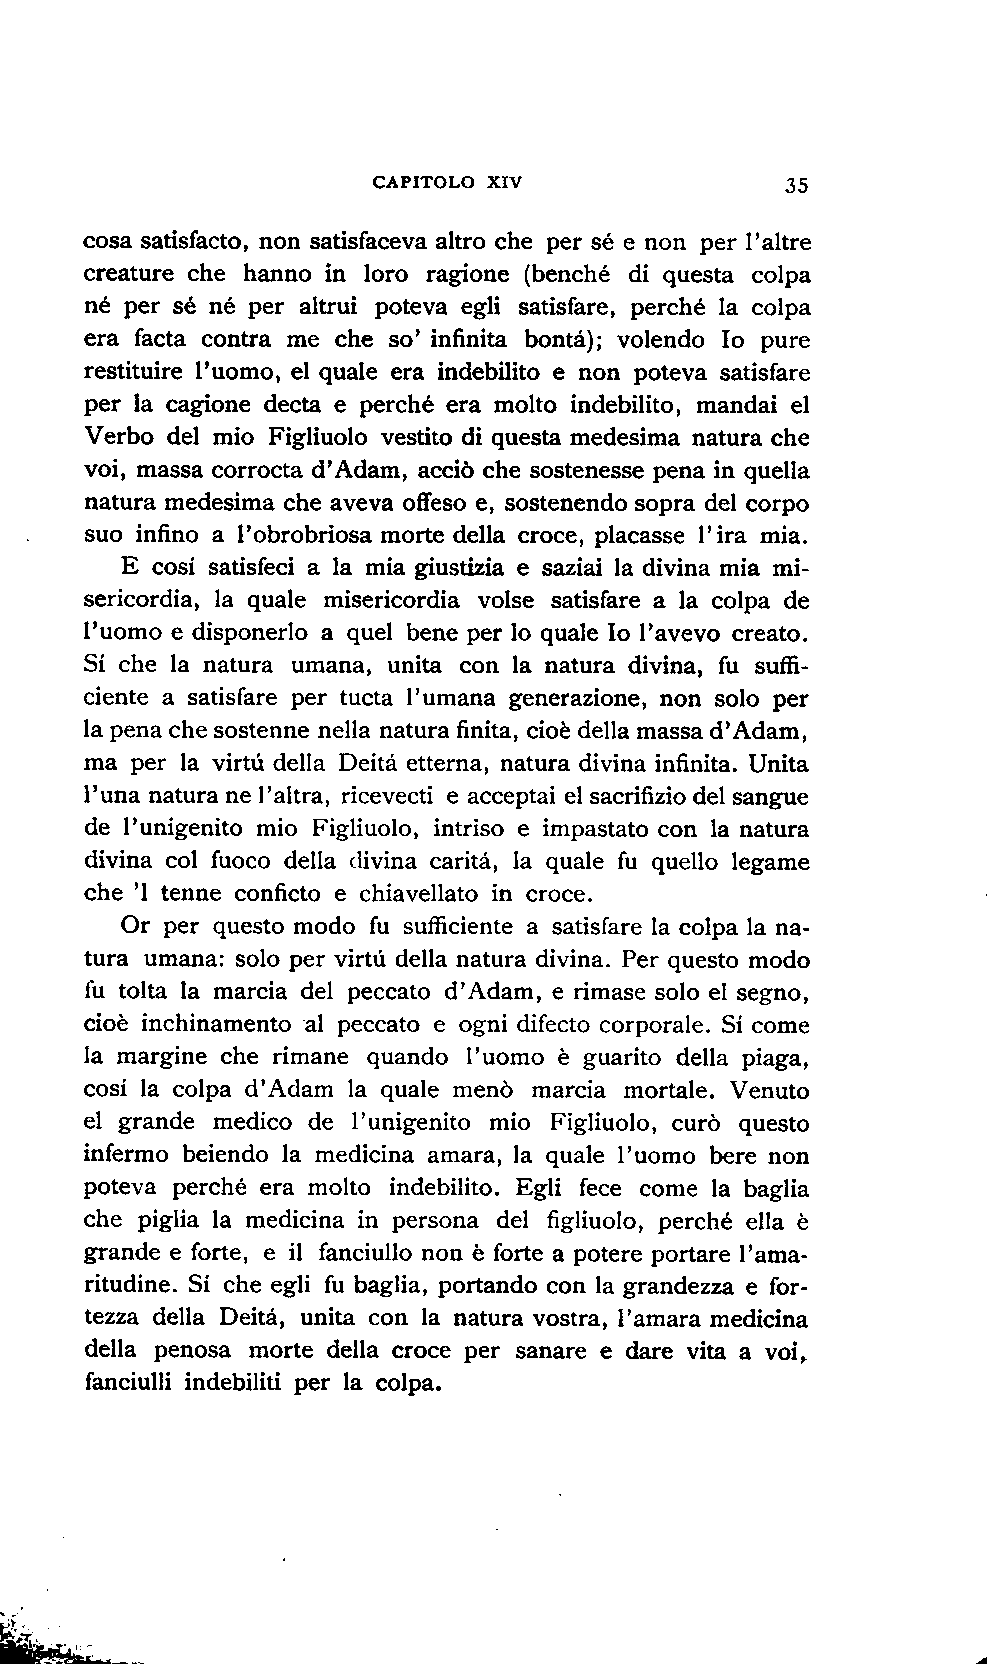 CAPITOLO XIV 35
cosa satisfacto, non satisfaceva altro che per sé e non per l'altre
creature che hanno in loro ragione (benché di questa colpa
né per sé né per altrui poteva egli satisfare, perché la colpa
era facta contra me che so' infinita bontá); volendo Io pure
restituire l'uomo, el quale era indebilito e non poteva satisfare
per la cagione decta e perché era molto indebilito, mandai el
Verbo del mio Figliuolo vestito di questa medesima natura che
voi, massa corrocta d'Adam, acciò che sostenesse pena in quella
natura medesima che aveva offeso e, sostenendo sopra del corpo
suo infino a l'obrobriosa morte della croce, placasse l'ira mia.
E cosí satisfeci a la mia giustizia e saziai la divina mia mi-
sericordia, la quale misericordia volse satisfare a la colpa de
l'uomo e disponerlo a quel bene per lo quale Io l'avevo creato.
Sí che la natura umana, unita con la natura divina, fu suffi-
ciente a satisfare per tucta l'umana generazione, non solo per
la pena che sostenne nella natura finita, cioè della massa d'Adam,
ma per la virtú della Deitá etterna, natura divina infinita. Unita
l'una natura ne l'altra, ricevecti e acceptai el sacrifizio del sangue
de l'unigenito mio Figliuolo, intriso e impastato con la natura
divina col fuoco della divina caritá, la quale fu quello legame
che 'l tenne conficto e chiavellato in croce.
Or per questo modo fu sufficiente a satisfare la colpa la na-
tura umana: solo per virtú della natura divina. Per questo modo
fu tolta la marcia del peccato d'Adam, e rimase solo el segno,
cioè inchinamento al peccato e ogni difecto corporale. Sí come
la margine che rimane quando l'uomo è guarito della piaga,
cosí la colpa d'Adam la quale menò marcia mortale. Venuto
el grande medico de l'unigenito mio Figliuolo, curò questo
infermo beiendo la medicina amara, la quale l'uomo bere non
poteva perché era molto indebilito. Egli fece come la baglia
che piglia la medicina in persona del figliuolo, perché ella è
grande e forte, e il fanciullo non è forte a potere portare l'ama-
ritudine. Sí che egli fu baglia, portando con la grandezza e for-
tezza della Deitá, unita con la natura vostra, l'amara medicina
della penosa morte della croce per sanare e dare vita a voi,
fanciulli indebiliti per la colpa.